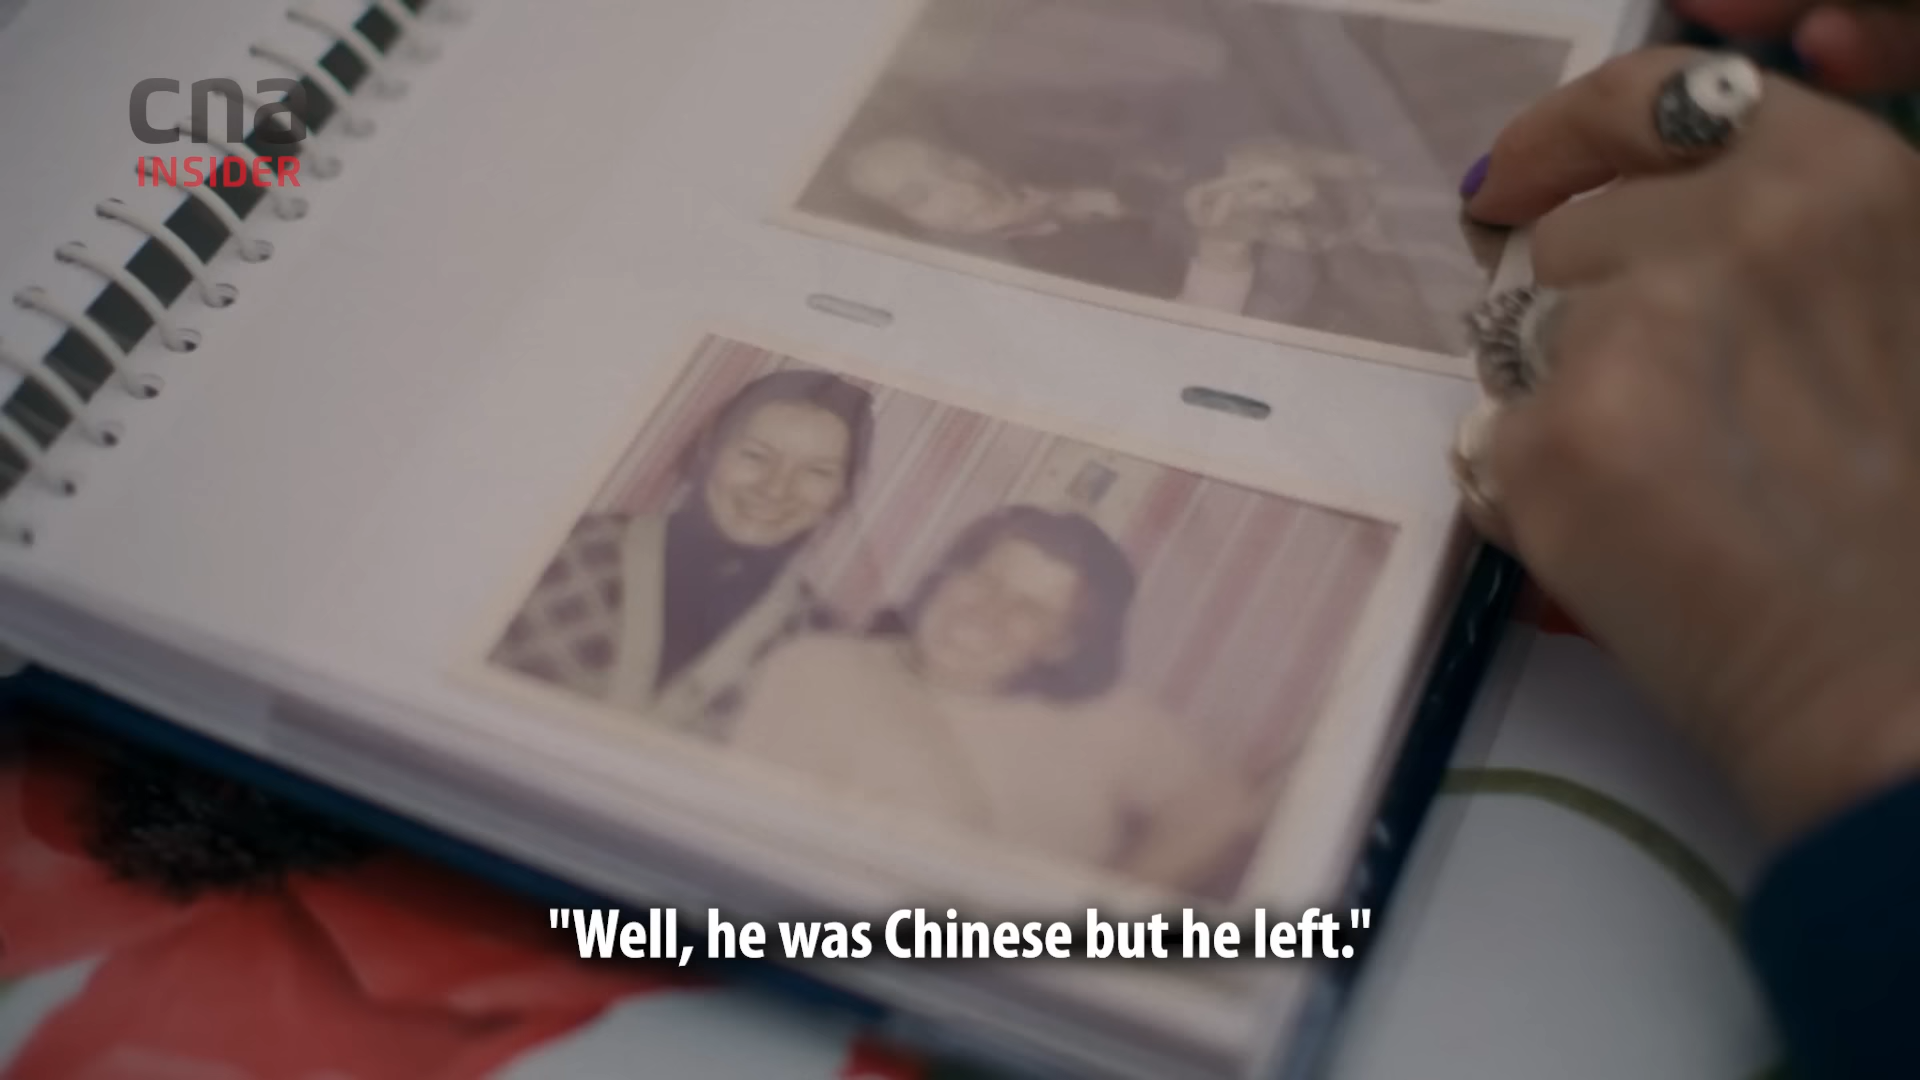 cna
INSIDER
"Well, he was Chinese but he left."